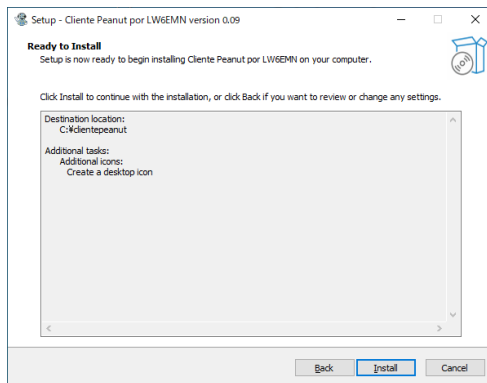 Setup - Cliente Peanut por LW6EMN version 0.09
Ready to Install
Setup is now ready to begin installing Cliente Peanut por LW6EMN on your computer.
Click Install to continue with the installation, or click Back if you want to review or change any settings.
Destination location:
C:¥clientepeanut
Additional tasks:
Additional icons:
Create a desktop icon
Back Install Cancel